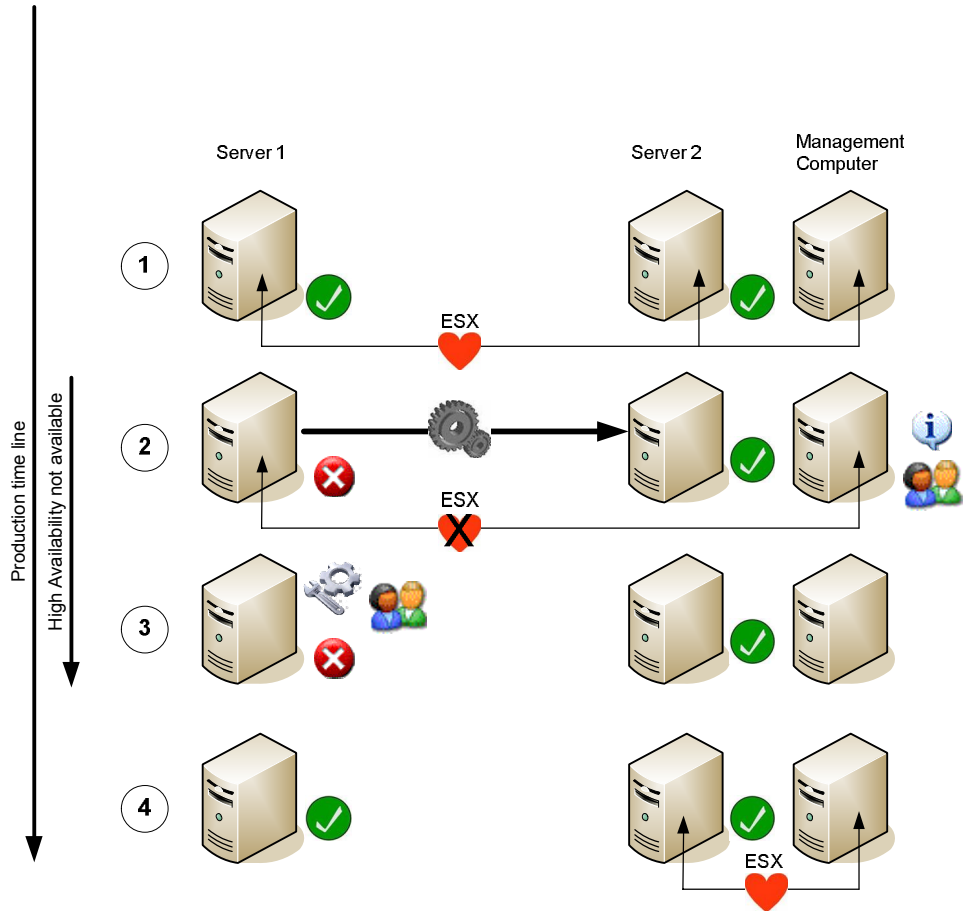 Server 1
Server 2
Management
Computer
1
ESX
2
ESX
X
3
4
ESX
Production time line
High Availability not available